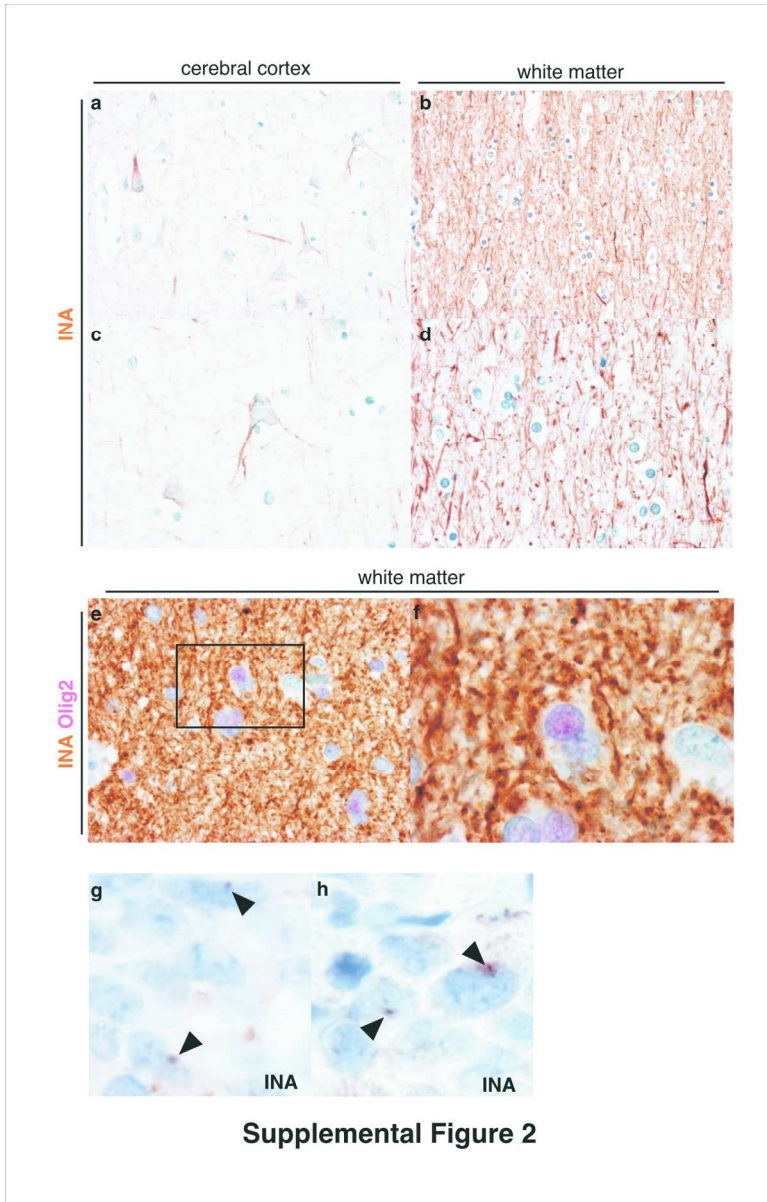 cerebral cortex
white matter
a
b
INA
c
d
white matter
e
f
INA Olig2
g
h
INA
INA
Supplemental Figure 2